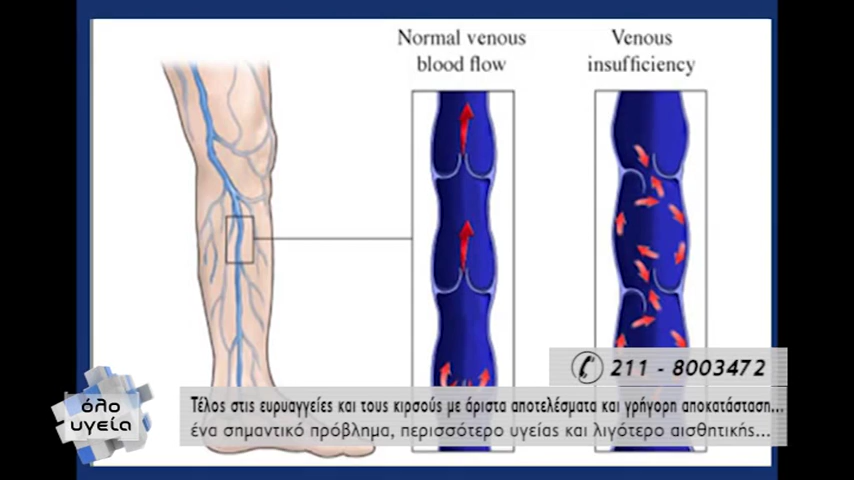 Normal venous
blood flow
Venous
insufficiency
211 - 8003472
Τέλος στις ευρυαγγείες και τους κιρσούς με άριστα αποτελέσματα και γρήγορη αποκατάσταση...
ένα σημαντικό πρόβλημα, περισσότερο υγείας και λιγότερο αισθητικής...
όλο
υγεία